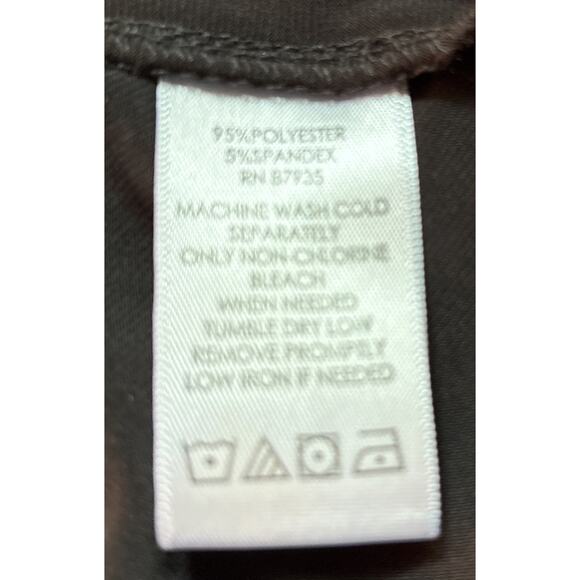 95%POLYESTER
5%SPANDEX
RN 87935
MACHINE WASH COLD
SEPARATELY
ONLY NON-CHLORINE
BLEACH
WHEN NEEDED
TUMBLE DRY LOW
REMOVE PROMPTLY
LOW IRON IF NEEDED